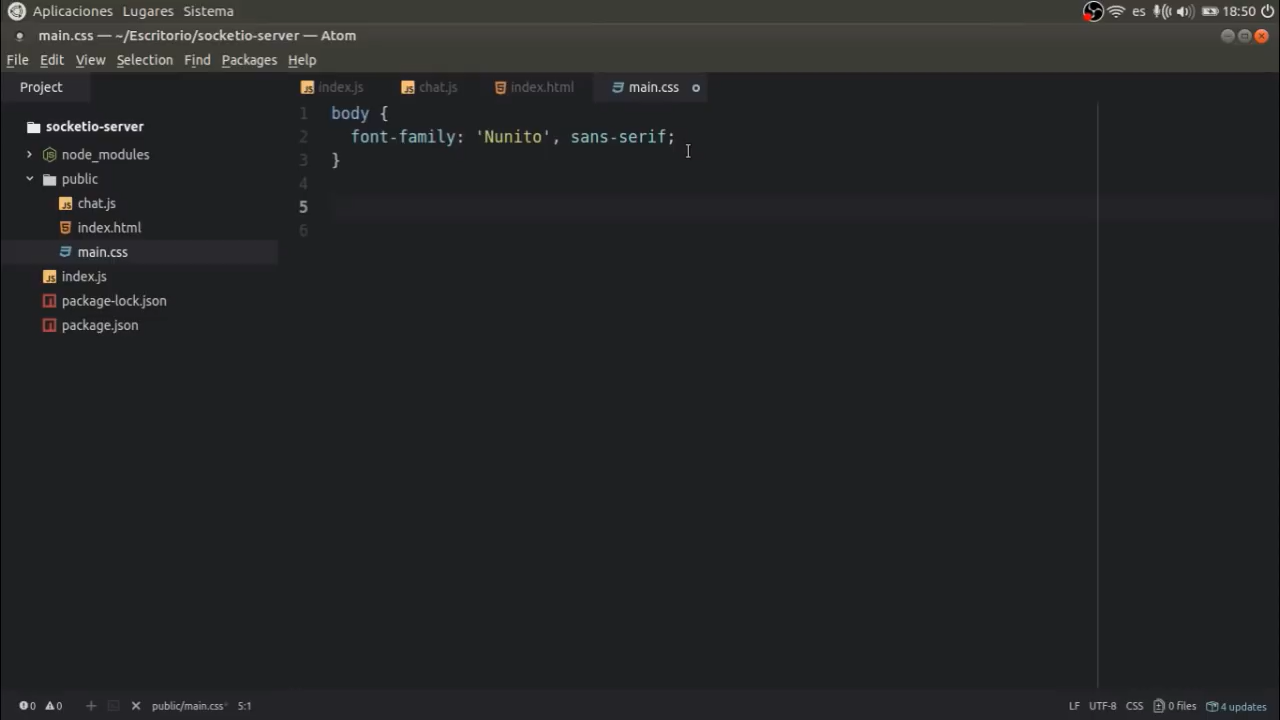 Aplicaciones Lugares Sistema es 18:50
main.css — ~/Escritorio/socketio-server — Atom
File Edit View Selection Find Packages Help
Project index.js chat.js index.html main.css
socketio-server
node_modules
public
chat.js
index.html
main.css
index.js
package-lock.json
package.json
1 body {
2 font-family: 'Nunito', sans-serif;
3 }
4
5
6
0 0 public/main.css* 5:1 LF UTF-8 CSS 0 files 4 updates